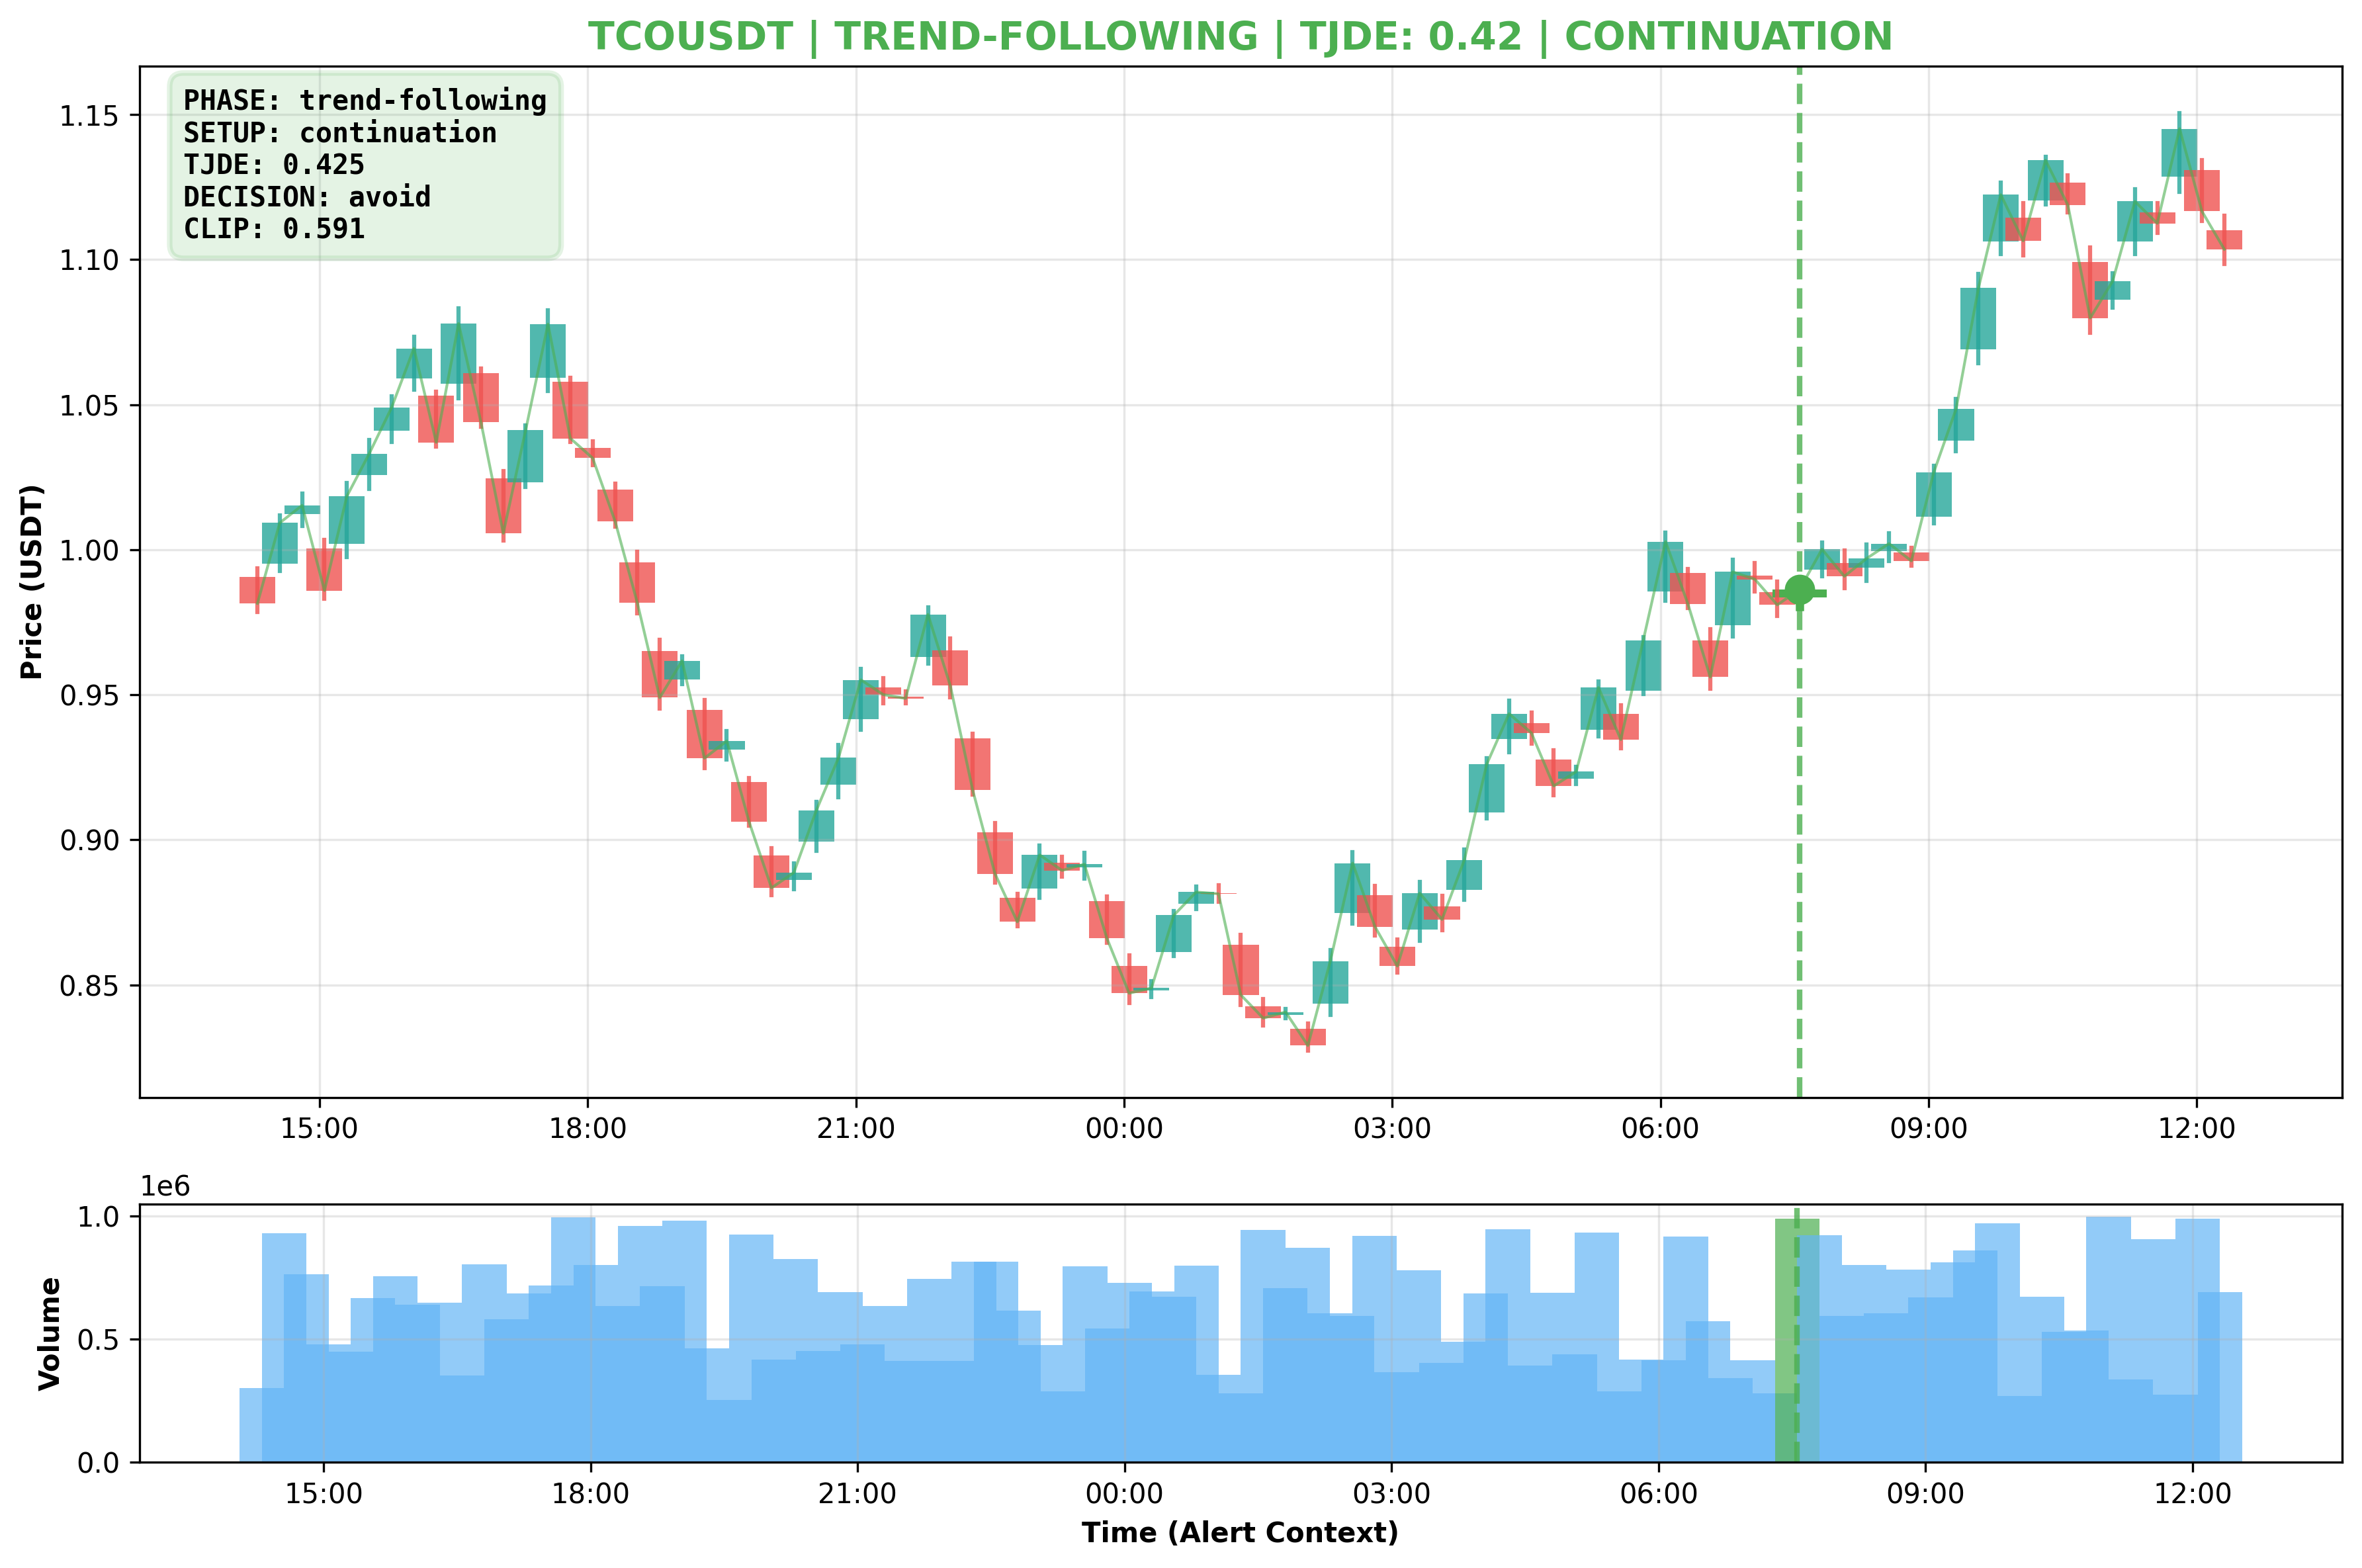 TCOUSDT | TREND-FOLLOWING | TJDE: 0.42 | CONTINUATION
PHASE: trend-following
SETUP: continuation
TJDE: 0.425
DECISION: avoid
CLIP: 0.591
Price (USDT)
1.15
1.10
1.05
1.00
0.95
0.90
0.85
15:00 18:00 21:00 00:00 03:00 06:00 09:00 12:00
1e6
Volume
1.0
0.5
0.0
15:00 18:00 21:00 00:00 03:00 06:00 09:00 12:00
Time (Alert Context)